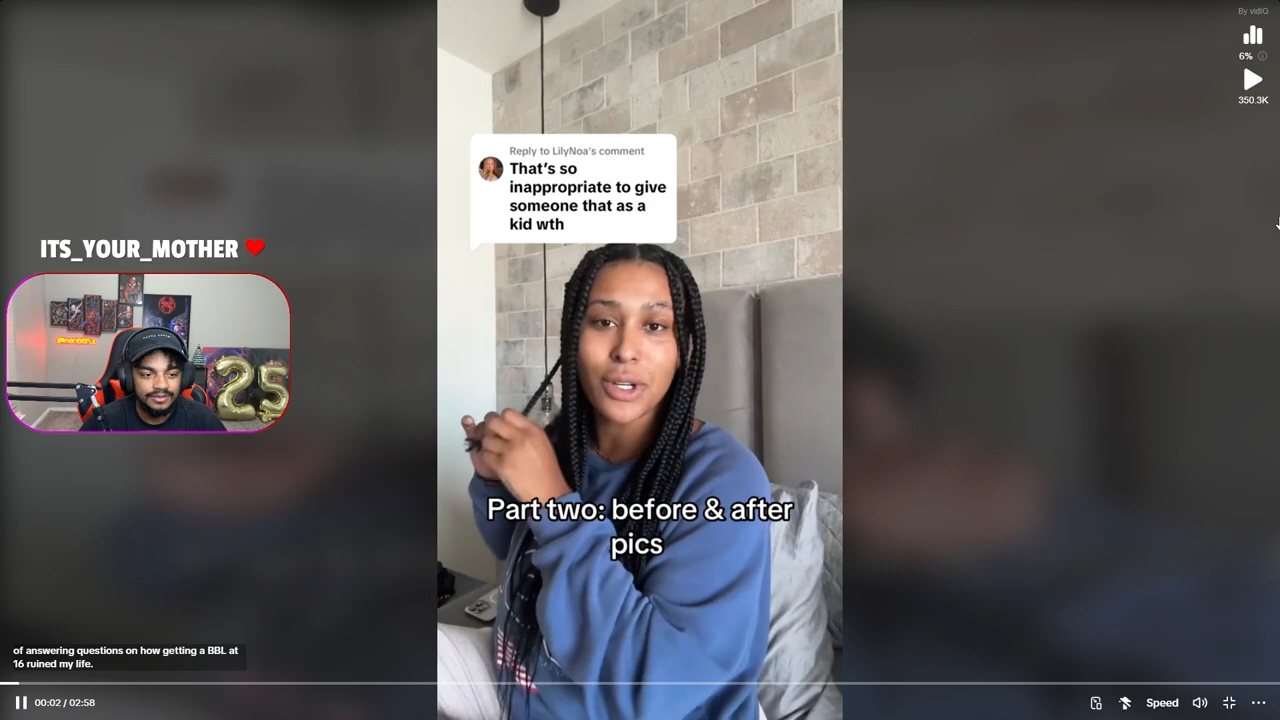 By vidIQ
6%
350.3K
Reply to LilyNoa's comment
That's so
inappropriate to give
someone that as a
kid wth
ITS_YOUR_MOTHER
25
Part two: before & after
pics
of answering questions on how getting a BBL at
16 ruined my life.
00:02 / 02:58
Speed